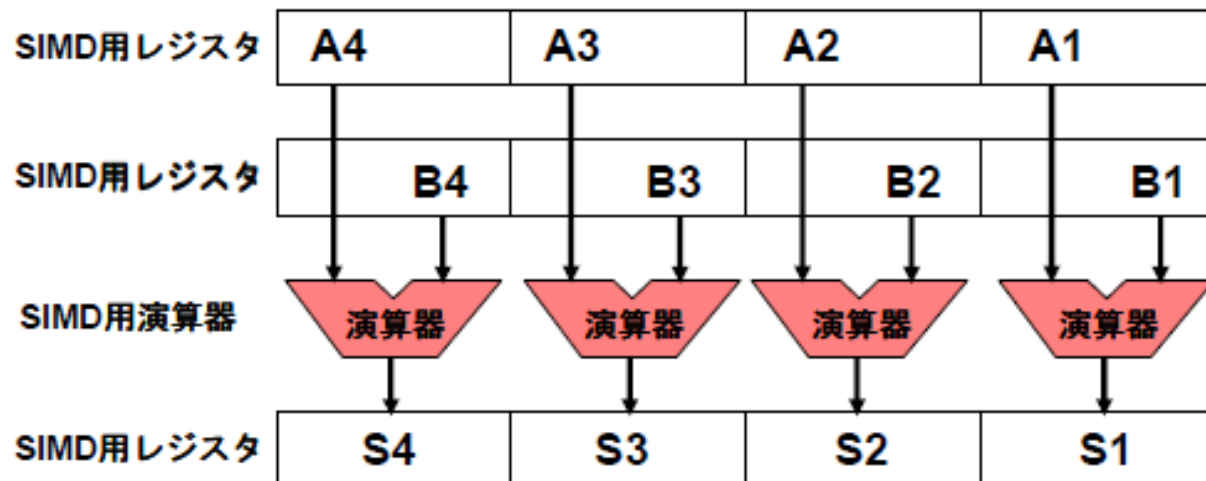 SIMD用レジスタ A4 A3 A2 A1
SIMD用レジスタ B4 B3 B2 B1
SIMD用演算器 演算器 演算器 演算器 演算器
SIMD用レジスタ S4 S3 S2 S1